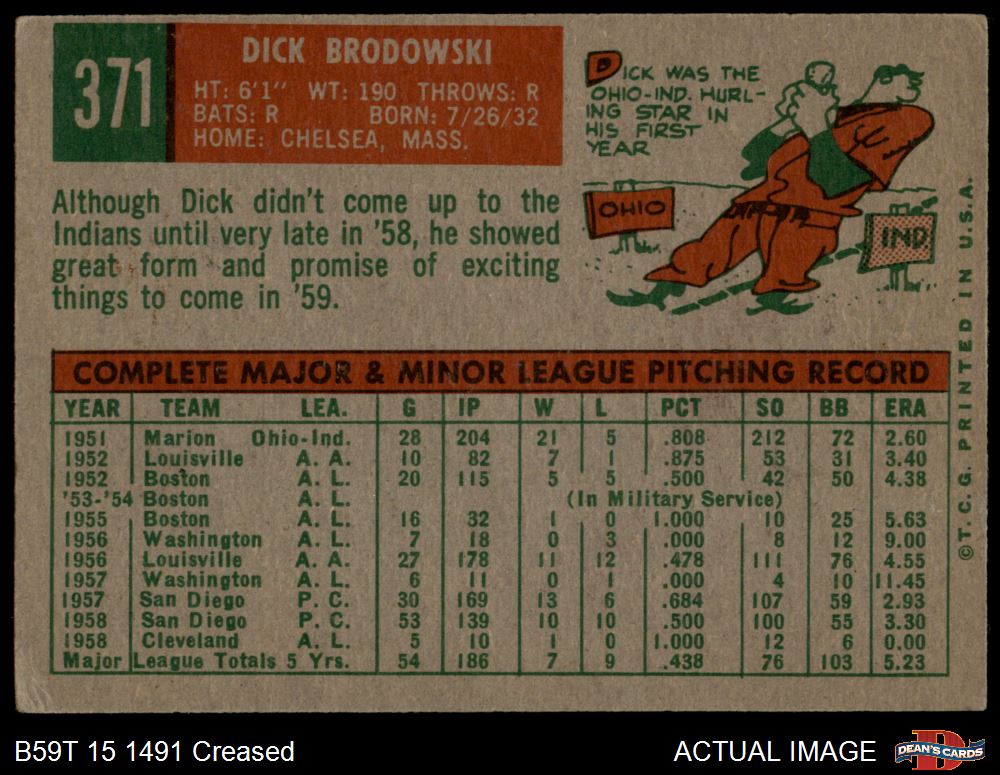 371
DICK BRODOWSKI
HT: 6'1" WT: 190 THROWS: R
BATS: R BORN: 7/26/32
HOME: CHELSEA, MASS.
DICK WAS THE
OHIO-IND. HURL-
ING STAR IN
HIS FIRST
YEAR
OHIO
IND
Although Dick didn't come up to the
Indians until very late in '58, he showed
great form and promise of exciting
things to come in '59.
COMPLETE MAJOR & MINOR LEAGUE PITCHING RECORD
YEAR TEAM LEA. G IP W L PCT SO BB ERA
1951 Marion Ohio-Ind. 28 204 21 5 .808 212 72 2.60
1952 Louisville A. A. 10 82 7 1 .875 53 31 3.40
1952 Boston A. L. 20 115 5 5 .500 42 50 4.38
'53-'54 Boston A. L. (In Military Service)
1955 Boston A. L. 16 32 1 0 1.000 10 25 5.63
1956 Washington A. L. 7 18 0 3 .000 8 12 9.00
1956 Louisville A. A. 27 178 11 12 .478 111 76 4.55
1957 Washington A. L. 6 11 0 1 .000 4 10 11.45
1957 San Diego P. C. 30 169 13 6 .684 107 59 2.93
1958 San Diego P. C. 53 139 10 10 .500 100 55 3.30
1958 Cleveland A. L. 5 10 1 0 1.000 12 6 0.00
Major League Totals 5 Yrs. 54 186 7 9 .438 76 103 5.23
©T.C.G. PRINTED IN U.S.A.
B59T 15 1491 Creased
ACTUAL IMAGE
DEAN'S CARDS